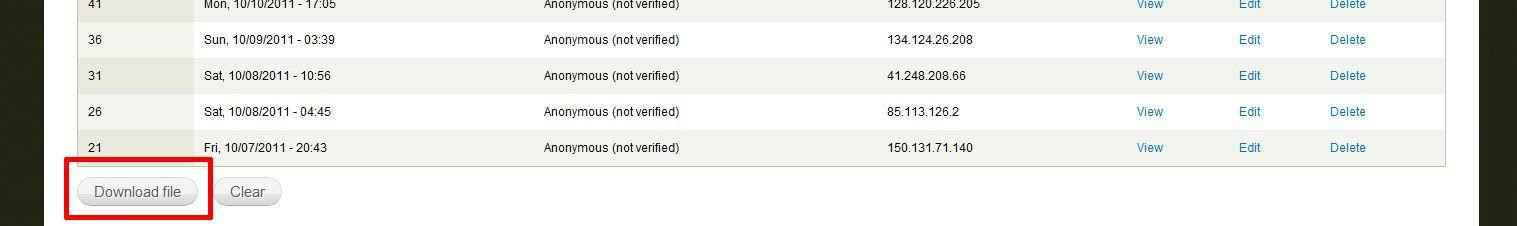 41 Mon, 10/10/2011 - 17:05 Anonymous (not verified) 128.120.226.205 View Edit Delete
36 Sun, 10/09/2011 - 03:39 Anonymous (not verified) 134.124.26.208 View Edit Delete
31 Sat, 10/08/2011 - 10:56 Anonymous (not verified) 41.248.208.66 View Edit Delete
26 Sat, 10/08/2011 - 04:45 Anonymous (not verified) 85.113.126.2 View Edit Delete
21 Fri, 10/07/2011 - 20:43 Anonymous (not verified) 150.131.71.140 View Edit Delete
Download file Clear